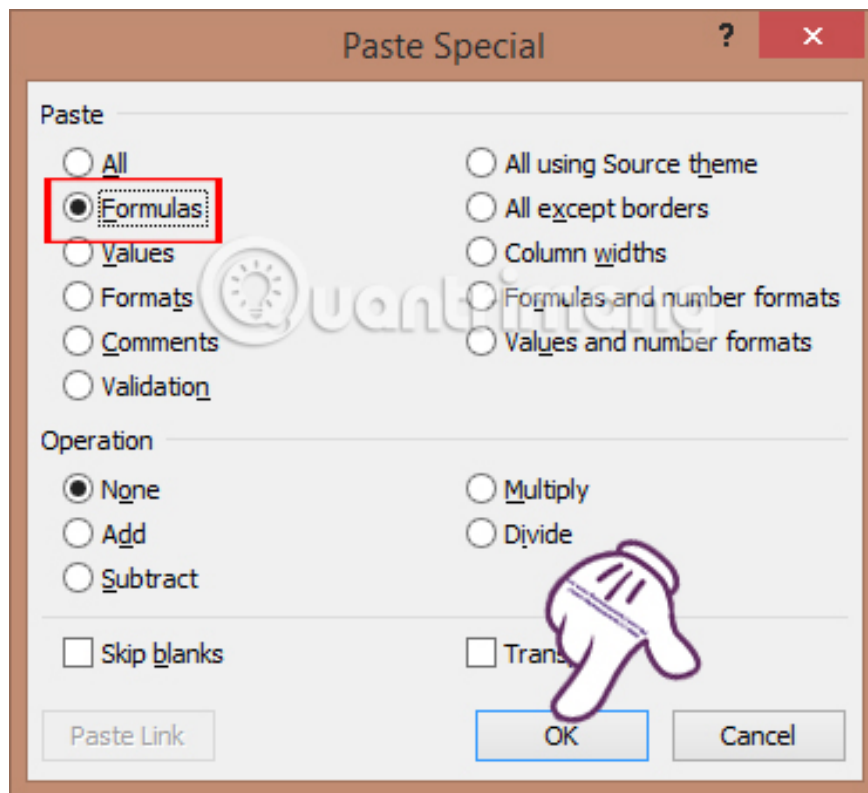 Paste Special
?
Paste
All
All using Source theme
Formulas
All except borders
Values
Column widths
Formats
Formulas and number formats
Comments
Values and number formats
Validation
Quantrimang
Operation
None
Multiply
Add
Divide
Subtract
Skip blanks
Paste Link
OK
Cancel